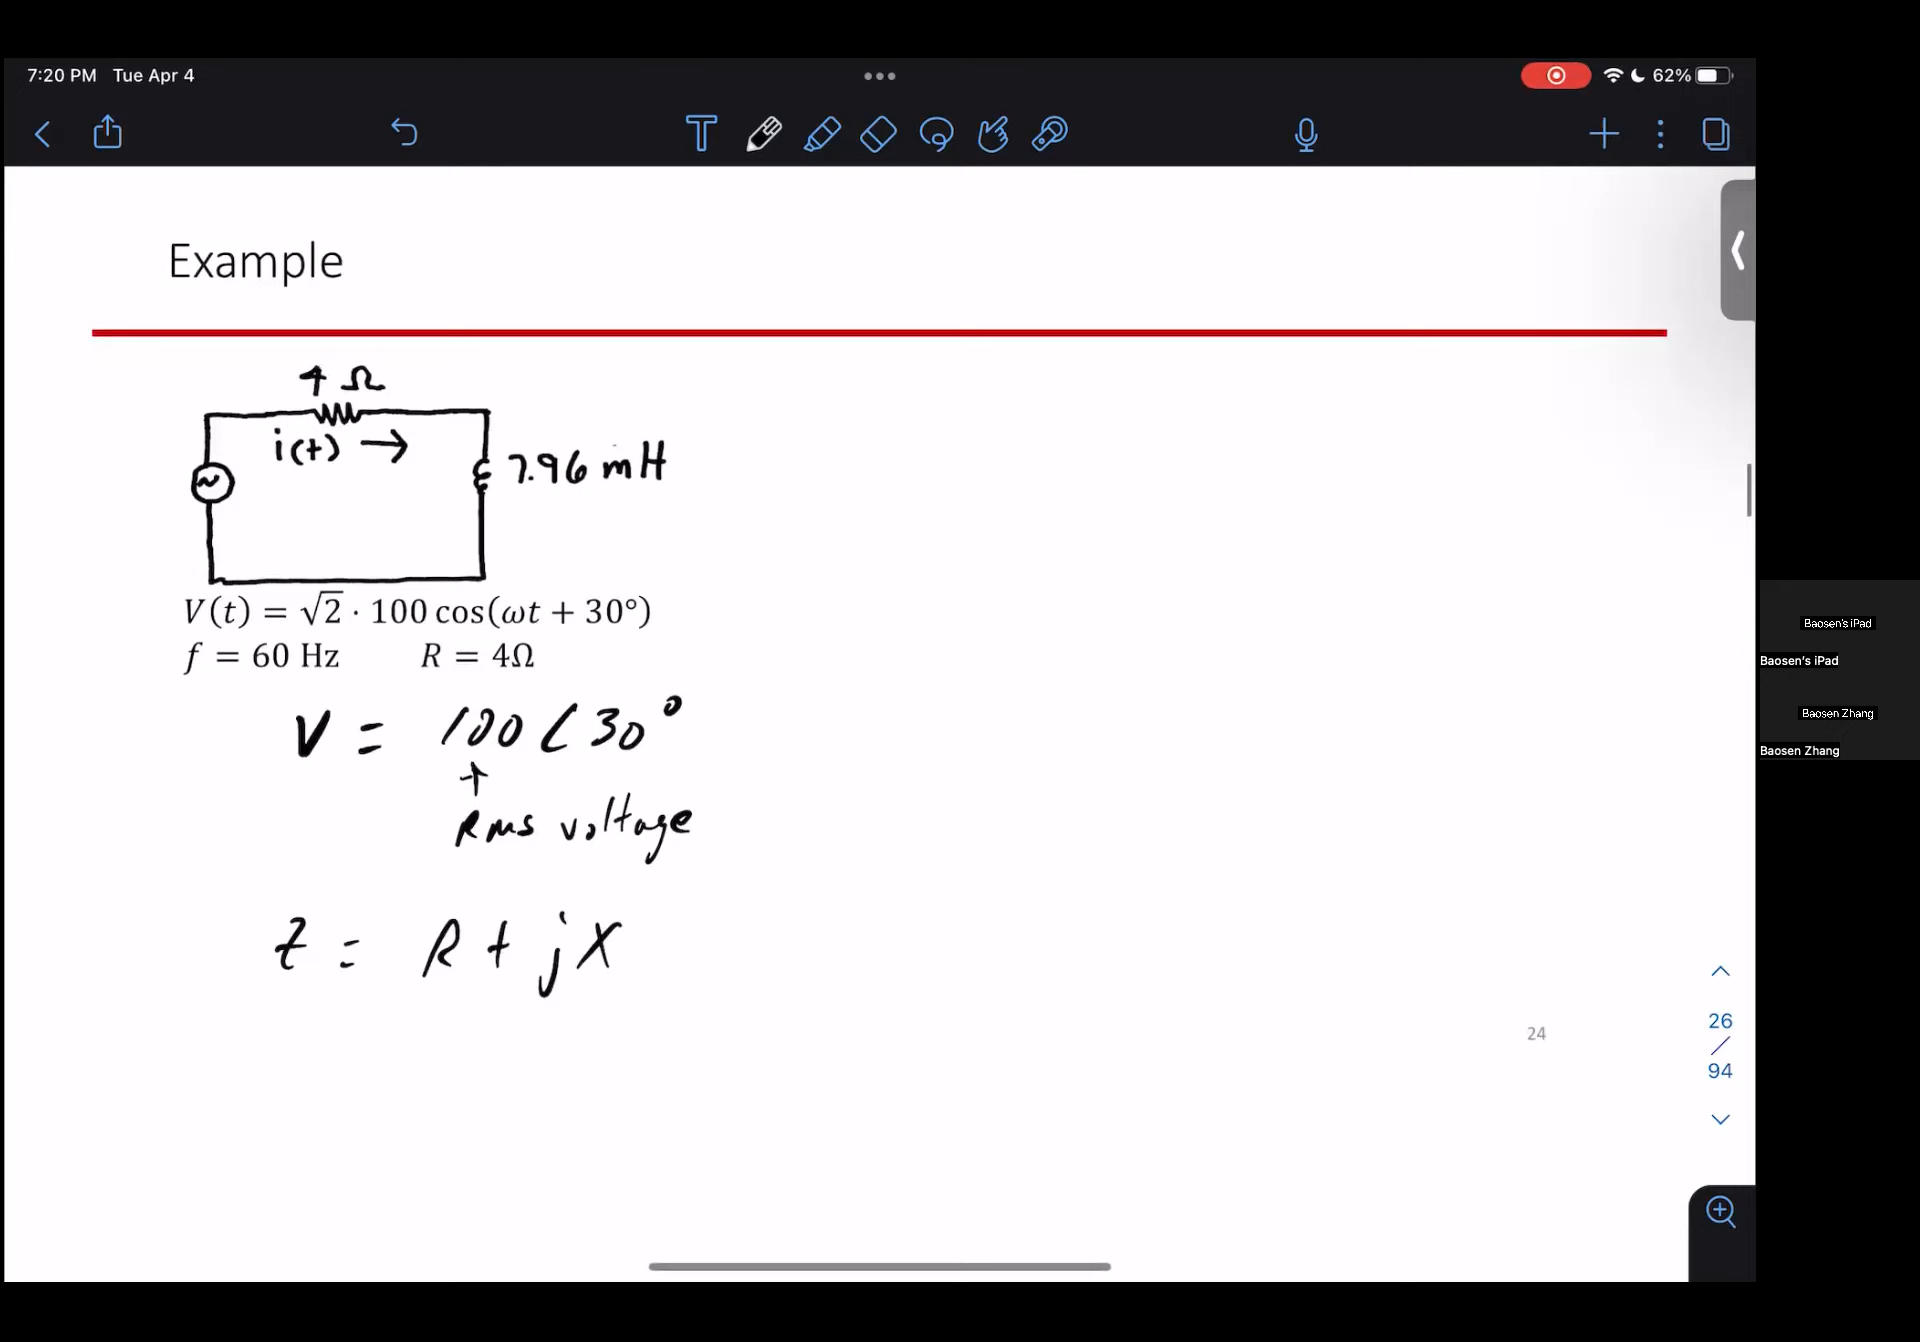 7:20 PM Tue Apr 4
62%
T
Example
4 Ω
i(t) →
7.96 mH
V(t) = √2 · 100 cos(ωt + 30°)
f = 60 Hz R = 4Ω
V = 100 ∠ 30°
↑
RMS voltage
Z = R + jX
24
26
/
94
Baosen's iPad
Baosen's iPad
Baosen Zhang
Baosen Zhang